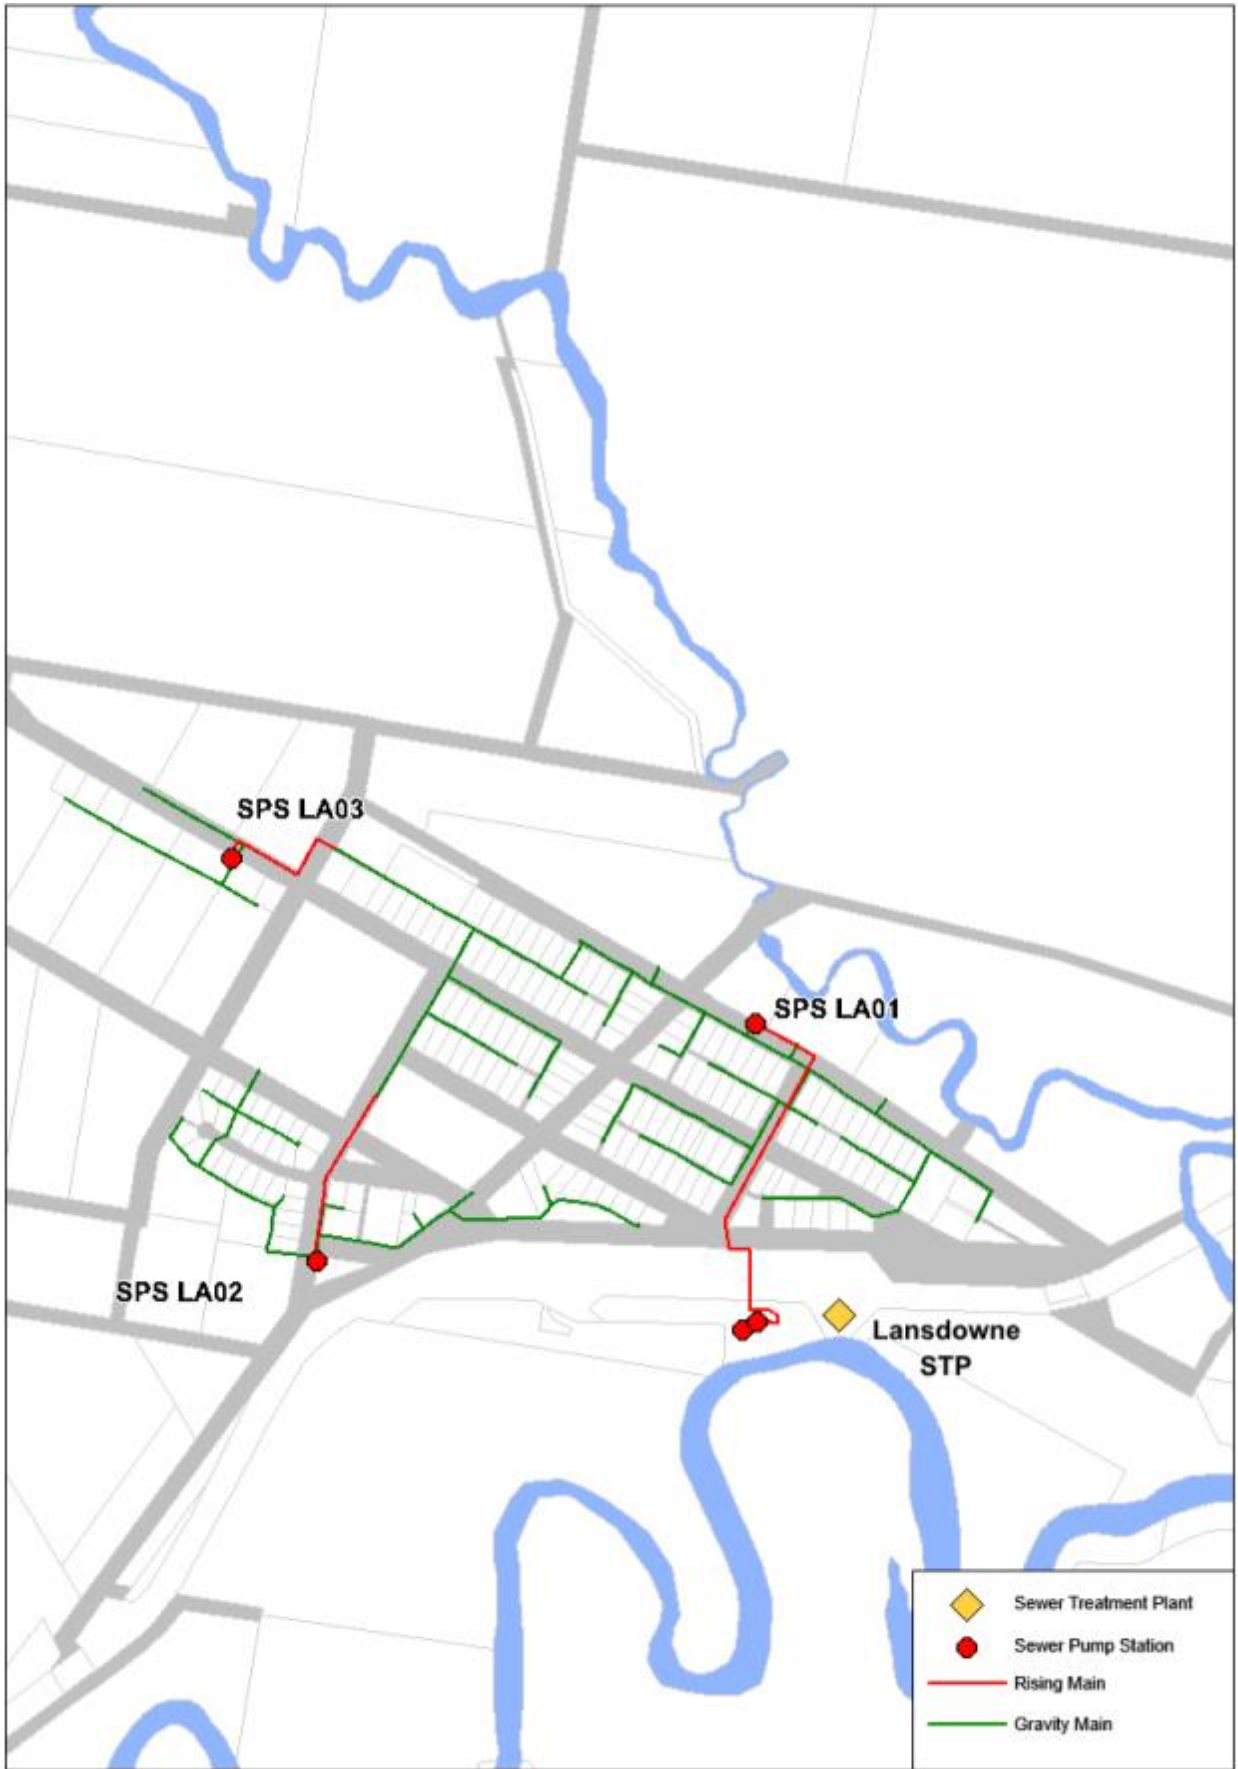 SPS LA03
SPS LA01
SPS LA02
Lansdowne
STP
Sewer Treatment Plant
Sewer Pump Station
Rising Main
Gravity Main